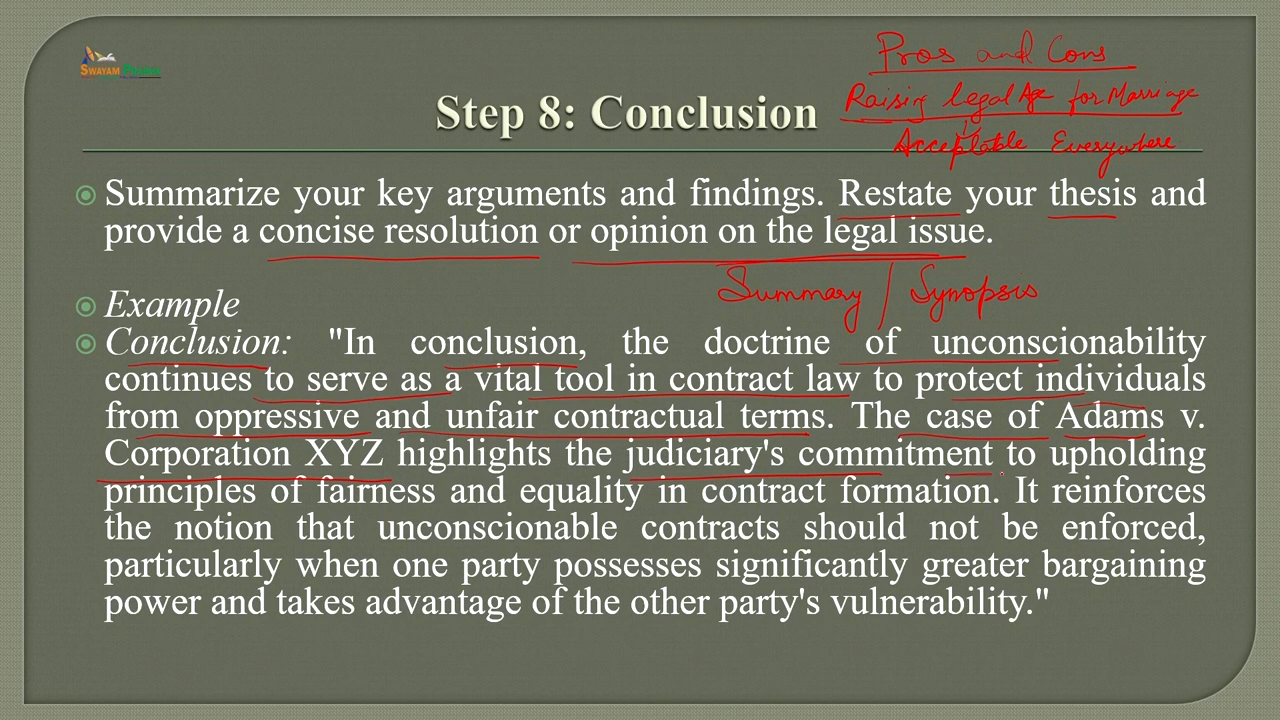 SWAYAM PRABHA
Pros and Cons
Raising legal Age for Marriage
Acceptable Everywhere
Step 8: Conclusion
Summarize your key arguments and findings. Restate your thesis and
provide a concise resolution or opinion on the legal issue.
Summary / Synopsis
Example
Conclusion: "In conclusion, the doctrine of unconscionability
continues to serve as a vital tool in contract law to protect individuals
from oppressive and unfair contractual terms. The case of Adams v.
Corporation XYZ highlights the judiciary's commitment to upholding
principles of fairness and equality in contract formation. It reinforces
the notion that unconscionable contracts should not be enforced,
particularly when one party possesses significantly greater bargaining
power and takes advantage of the other party's vulnerability."